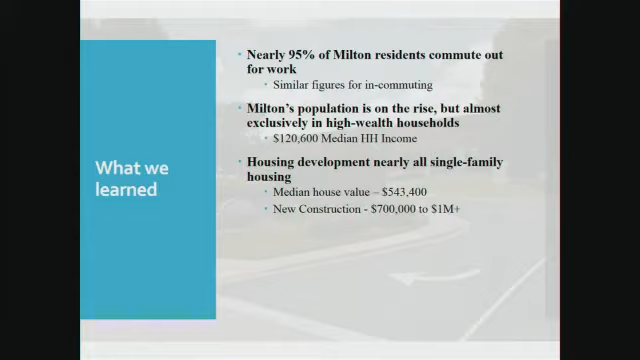 What we
learned
• Nearly 95% of Milton residents commute out
for work
• Similar figures for in-commuting
• Milton's population is on the rise, but almost
exclusively in high-wealth households
• $120,600 Median HH Income
• Housing development nearly all single-family
housing
• Median house value – $543,400
• New Construction - $700,000 to $1M+